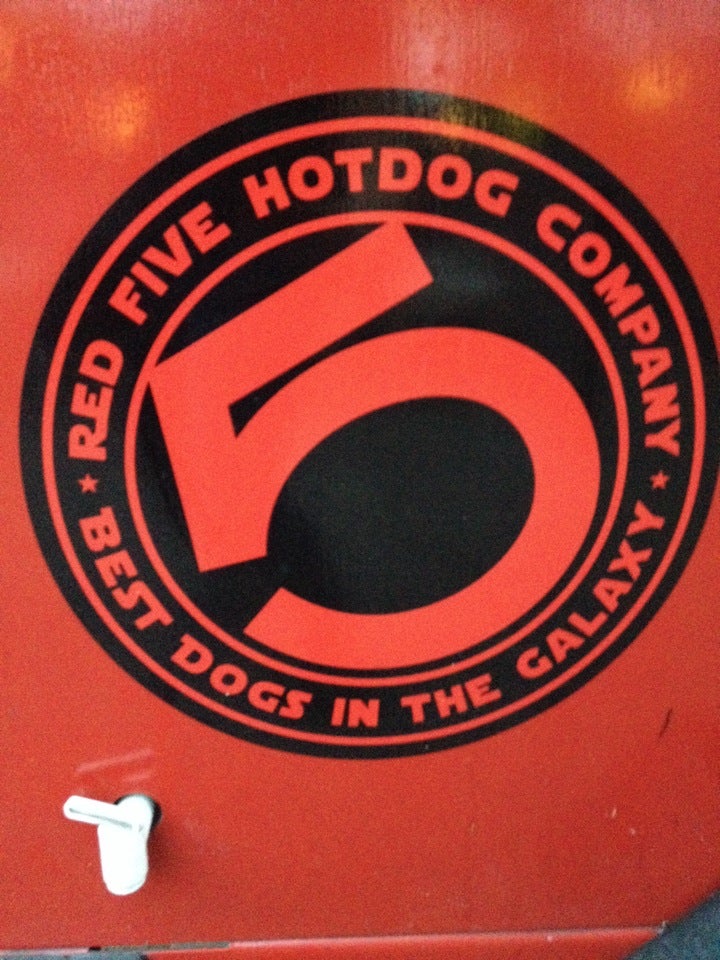 RED FIVE HOTDOG COMPANY
5
BEST DOGS IN THE GALAXY